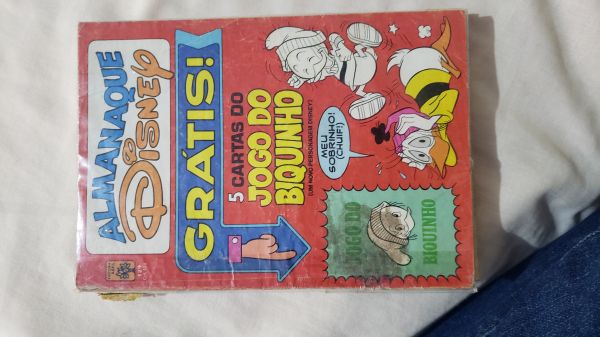 ALMANAQUE
DISNEY
GRÁTIS!
5 CARTAS DO
JOGO DO
BIQUINHO
(UM NOVO PERSONAGEM DISNEY)
MEU
SOBRINHO!
(CHUIF!)
JOGO DO
BIQUINHO